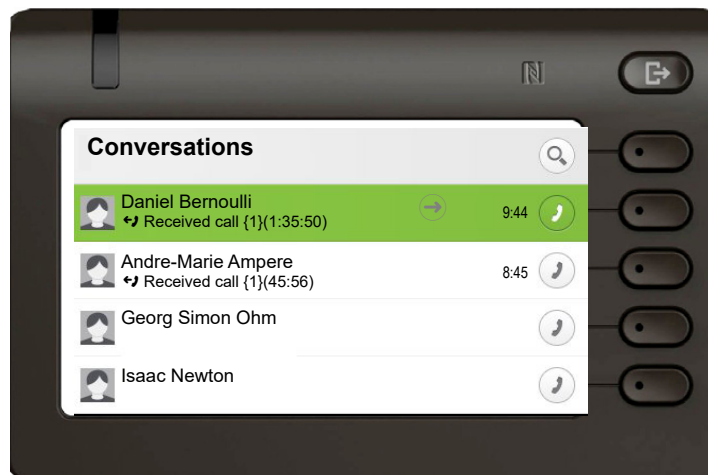 Conversations
Daniel Bernoulli
9:44
Received call {1}(1:35:50)
Andre-Marie Ampere
8:45
Received call {1}(45:56)
Georg Simon Ohm
Isaac Newton